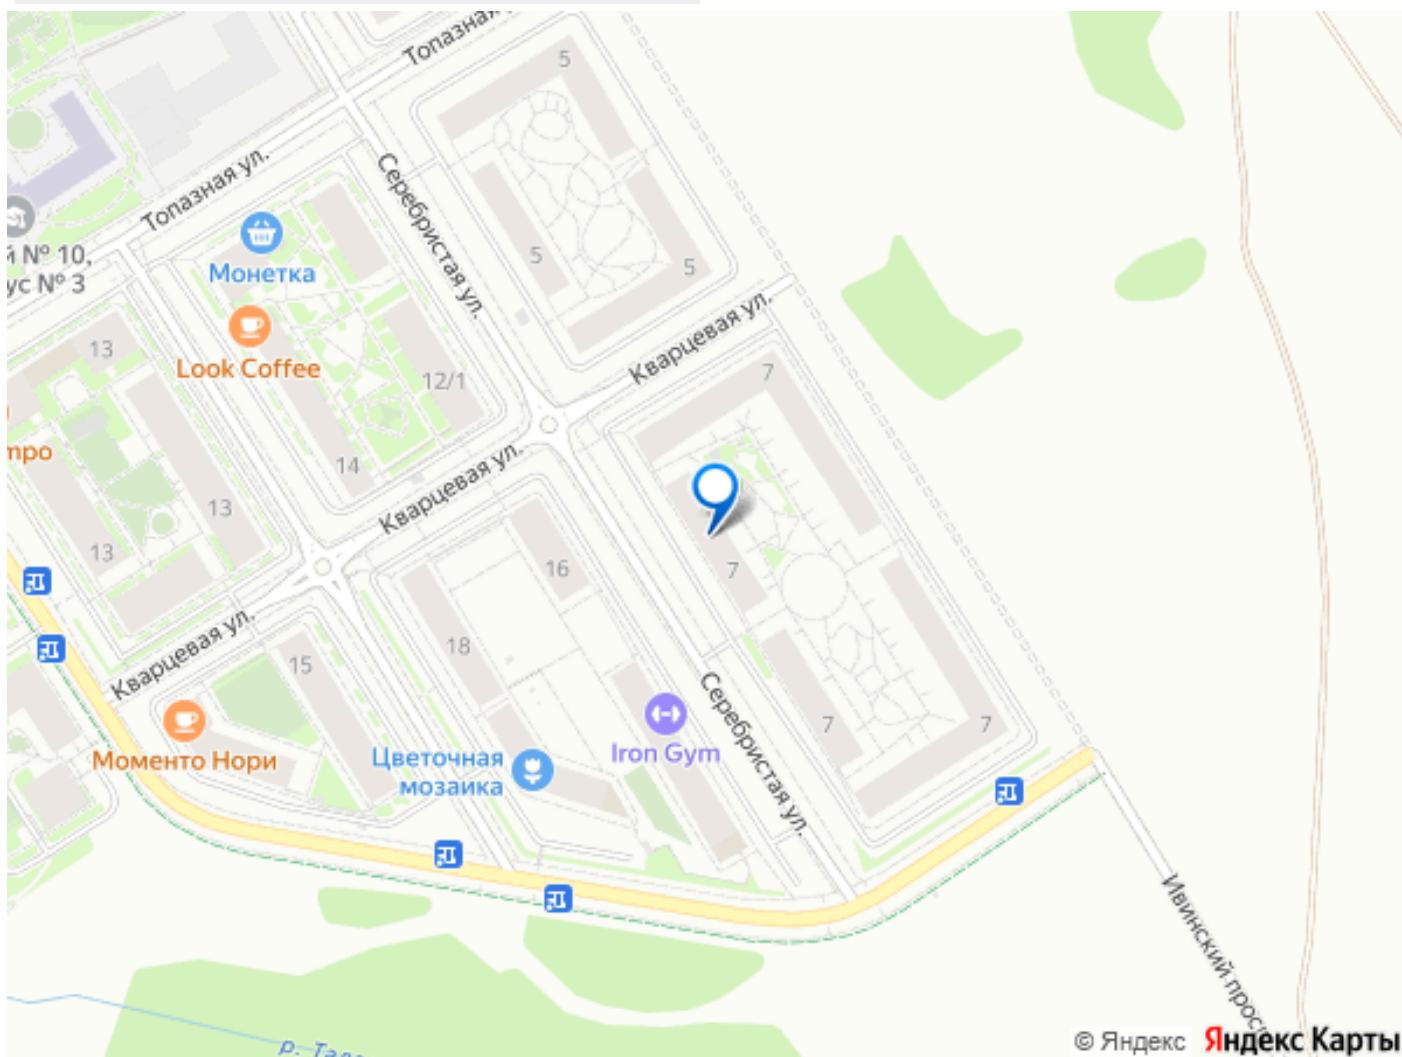 Топазная
5
Топазная ул.
Серебристая ул.
Монетка
й № 10,
ус № 3
5
5
Look Coffee
13
12/1
Кварцевая ул.
7
14
мро
Кварцевая ул.
13
13
16
7
18
Кварцевая ул.
15
Серебристая ул.
Iron Gym
7
7
Моменто Нори
Цветочная
мозаика
Ивинский прос
р. Тал
© Яндекс Яндекс Карты